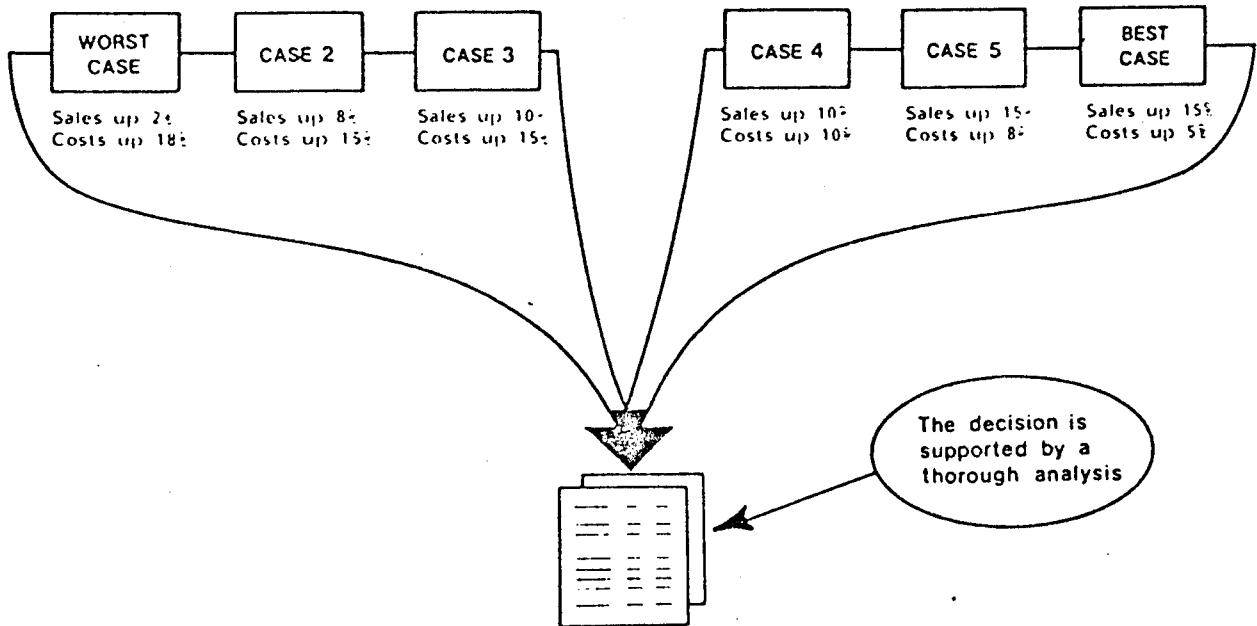 WORST
CASE
CASE 2
CASE 3
CASE 4
CASE 5
BEST
CASE
Sales up 2%
Costs up 18%
Sales up 8%
Costs up 15%
Sales up 10%
Costs up 15%
Sales up 10%
Costs up 10%
Sales up 15%
Costs up 8%
Sales up 15%
Costs up 5%
The decision is
supported by a
thorough analysis